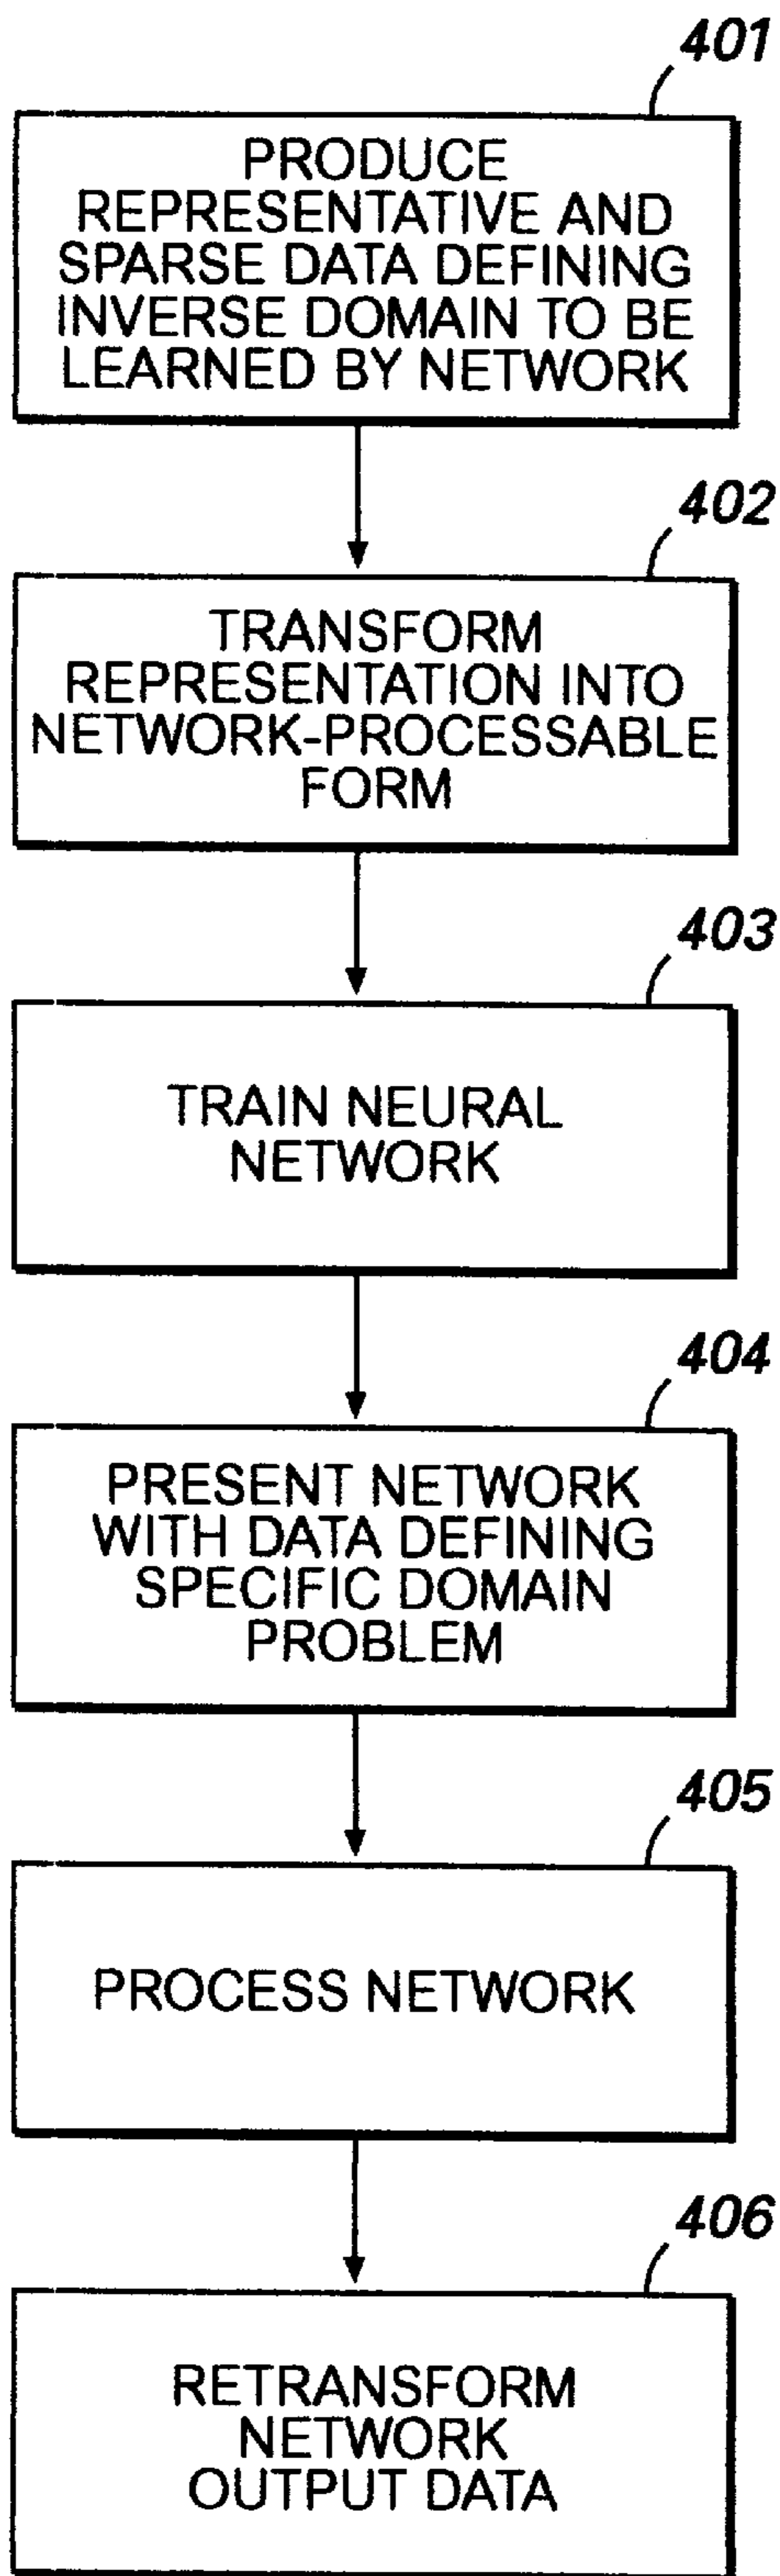 401
PRODUCE
REPRESENTATIVE AND
SPARSE DATA DEFINING
INVERSE DOMAIN TO BE
LEARNED BY NETWORK
402
TRANSFORM
REPRESENTATION INTO
NETWORK-PROCESSABLE
FORM
403
TRAIN NEURAL
NETWORK
404
PRESENT NETWORK
WITH DATA DEFINING
SPECIFIC DOMAIN
PROBLEM
405
PROCESS NETWORK
406
RETRANSFORM
NETWORK
OUTPUT DATA